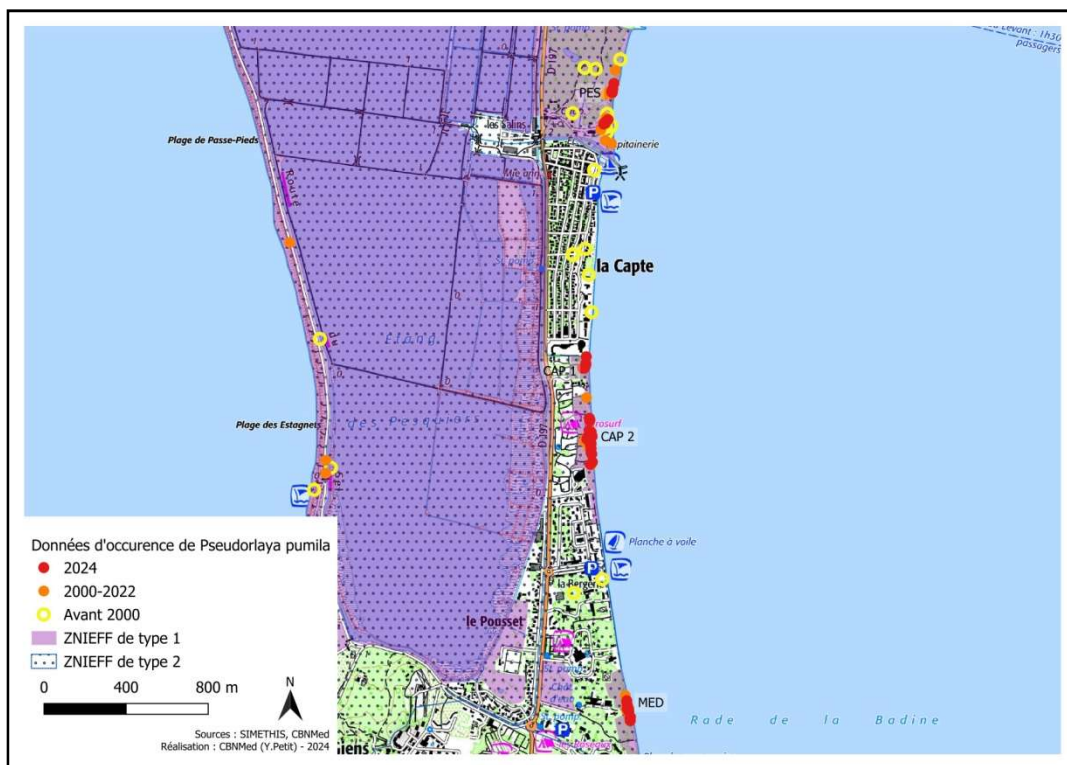 passagers
D 197
PES
les Salins
Plage de Passe-Pieds
Route
P
la Capte
Etang
CAP 1
Plage des Estagnets
des Pesquiers
D 197
CAP 2
Planche à voile
P
le Pousset
MED
Rade de la Badine
P
Données d'occurence de Pseudorlaya pumila
2024
2000-2022
Avant 2000
ZNIEFF de type 1
ZNIEFF de type 2
0 400 800 m
N
Sources : SIMETHIS, CBNMed
Réalisation : CBNMed (Y.Petit) - 2024